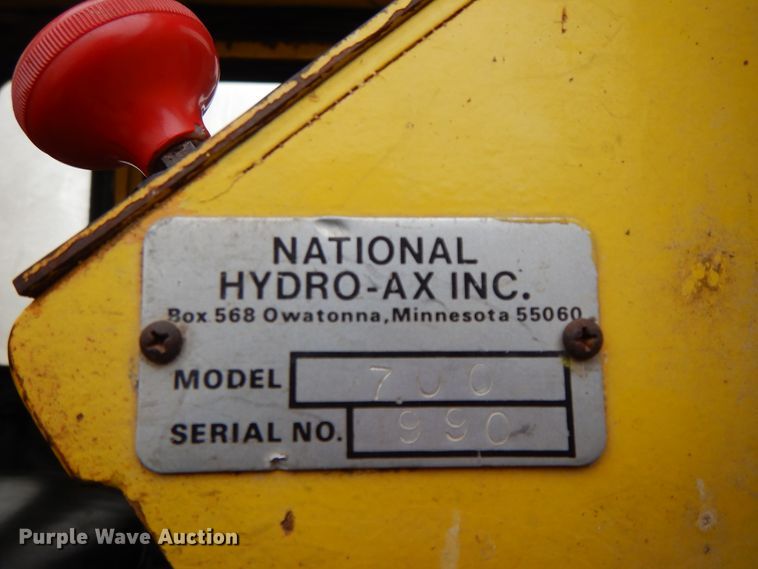 NATIONAL
HYDRO-AX INC.
Box 568 Owatonna, Minnesota 55060
MODEL 700
SERIAL NO. 990
Purple Wave Auction